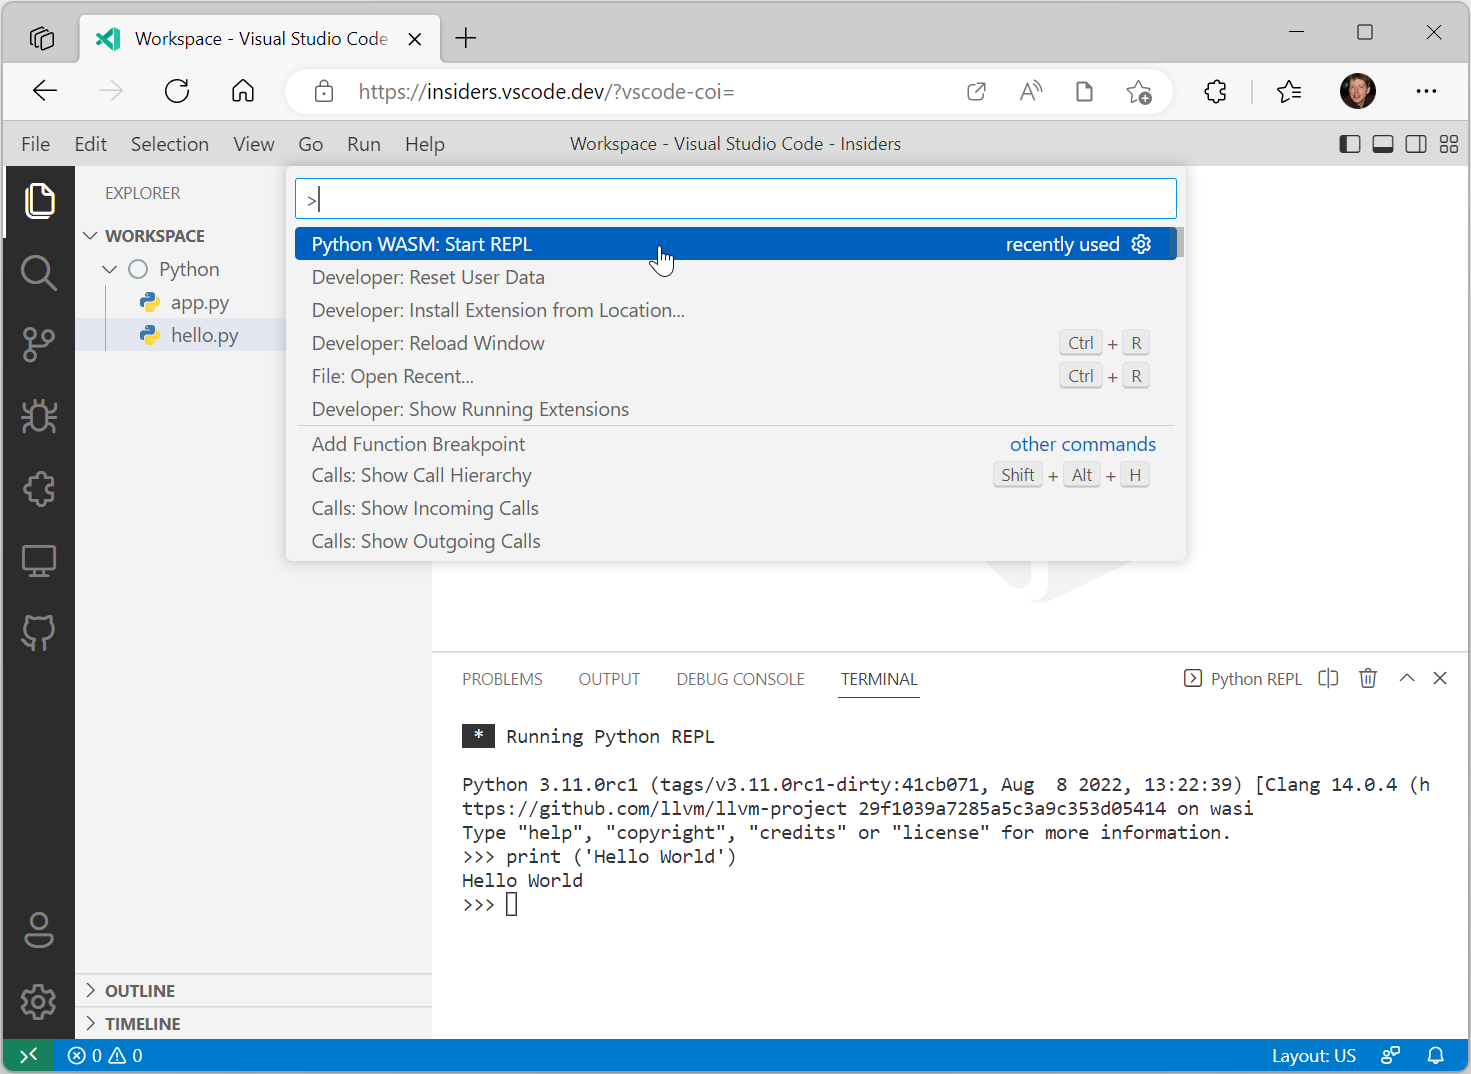 Workspace - Visual Studio Code
https://insiders.vscode.dev/?vscode-coi=
File Edit Selection View Go Run Help Workspace - Visual Studio Code - Insiders
EXPLORER
WORKSPACE
Python
app.py
hello.py
>
Python WASM: Start REPL recently used
Developer: Reset User Data
Developer: Install Extension from Location...
Developer: Reload Window Ctrl + R
File: Open Recent... Ctrl + R
Developer: Show Running Extensions
Add Function Breakpoint other commands
Calls: Show Call Hierarchy Shift + Alt + H
Calls: Show Incoming Calls
Calls: Show Outgoing Calls
PROBLEMS OUTPUT DEBUG CONSOLE TERMINAL Python REPL
* Running Python REPL
Python 3.11.0rc1 (tags/v3.11.0rc1-dirty:41cb071, Aug  8 2022, 13:22:39) [Clang 14.0.4 (h
ttps://github.com/llvm/llvm-project 29f1039a7285a5c3a9c353d05414 on wasi
Type "help", "copyright", "credits" or "license" for more information.
>>> print ('Hello World')
Hello World
>>>
OUTLINE
TIMELINE
0 0 Layout: US